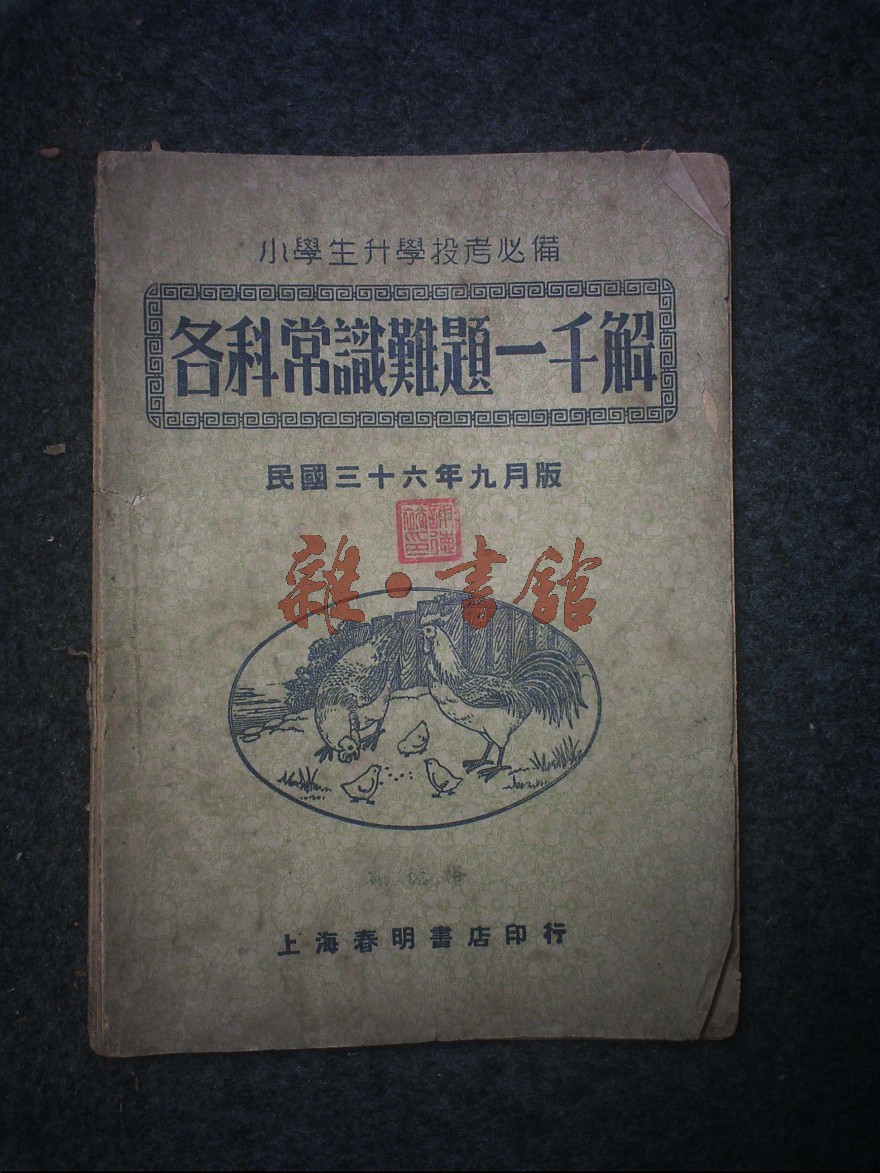 小學生升學投考必備
各科常識難題一千解
民國三十六年九月版
雜·書館
上海春明書店印行